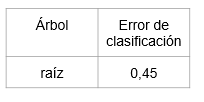 Árbol
Error de
clasificación
raíz
0,45